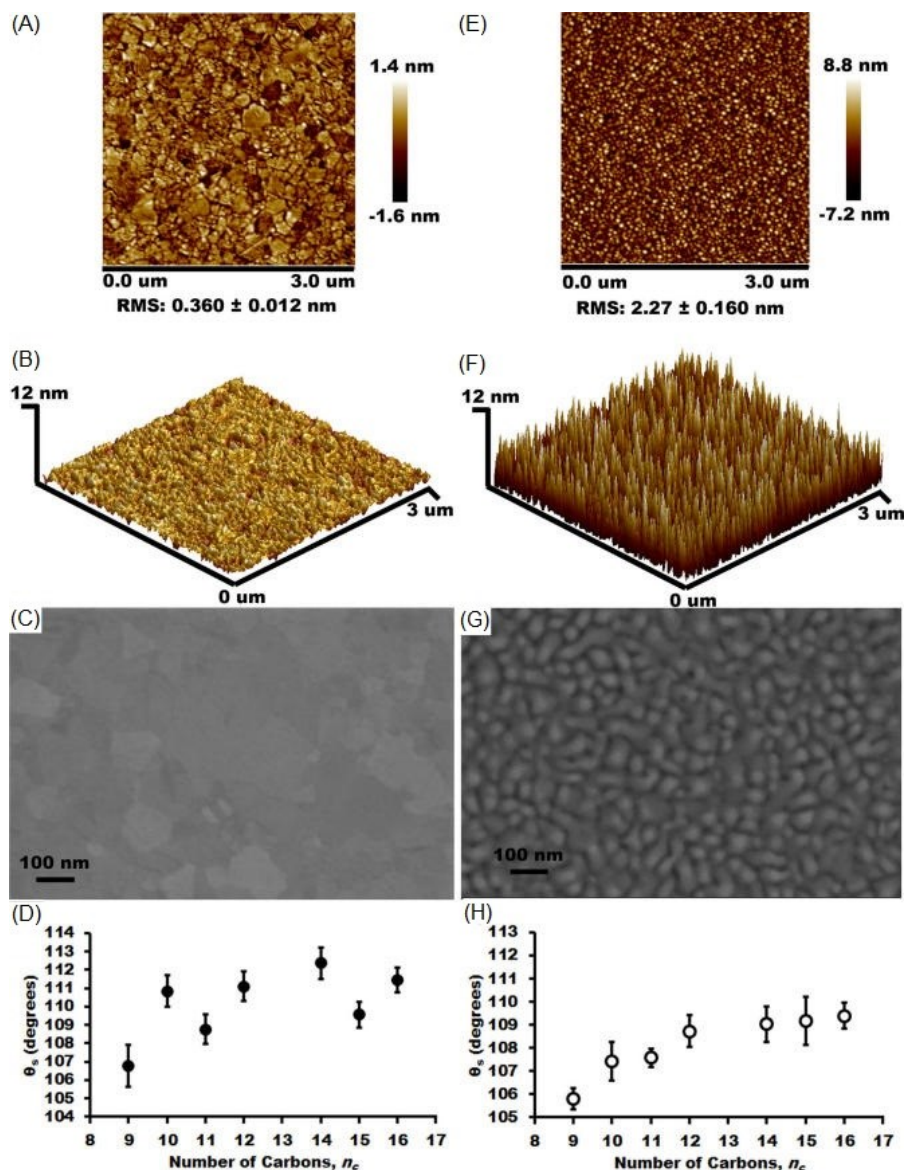 (A)
1.4 nm
-1.6 nm
0.0 um 3.0 um
RMS: 0.360 ± 0.012 nm
(E)
8.8 nm
-7.2 nm
0.0 um 3.0 um
RMS: 2.27 ± 0.160 nm
(B)
12 nm
3 um
0 um
(F)
12 nm
3 um
0 um
(C)
100 nm
(G)
100 nm
(D)
θs (degrees)
114
113
112
111
110
109
108
107
106
105
104
8 9 10 11 12 13 14 15 16 17
Number of Carbons, nc
(H)
θs (degrees)
113
112
111
110
109
108
107
106
105
8 9 10 11 12 13 14 15 16 17
Number of Carbons, nc